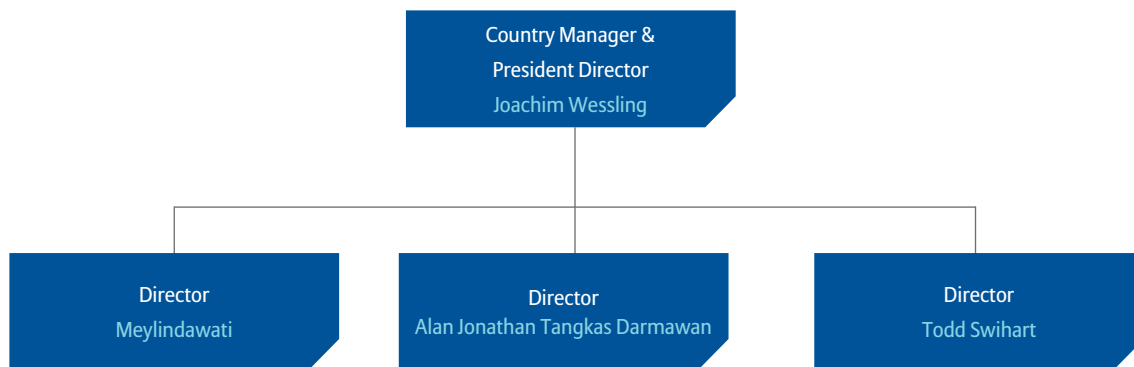 Country Manager &
President Director
Joachim Wessling
Director
Meylindawati
Director
Alan Jonathan Tangkas Darmawan
Director
Todd Swihart